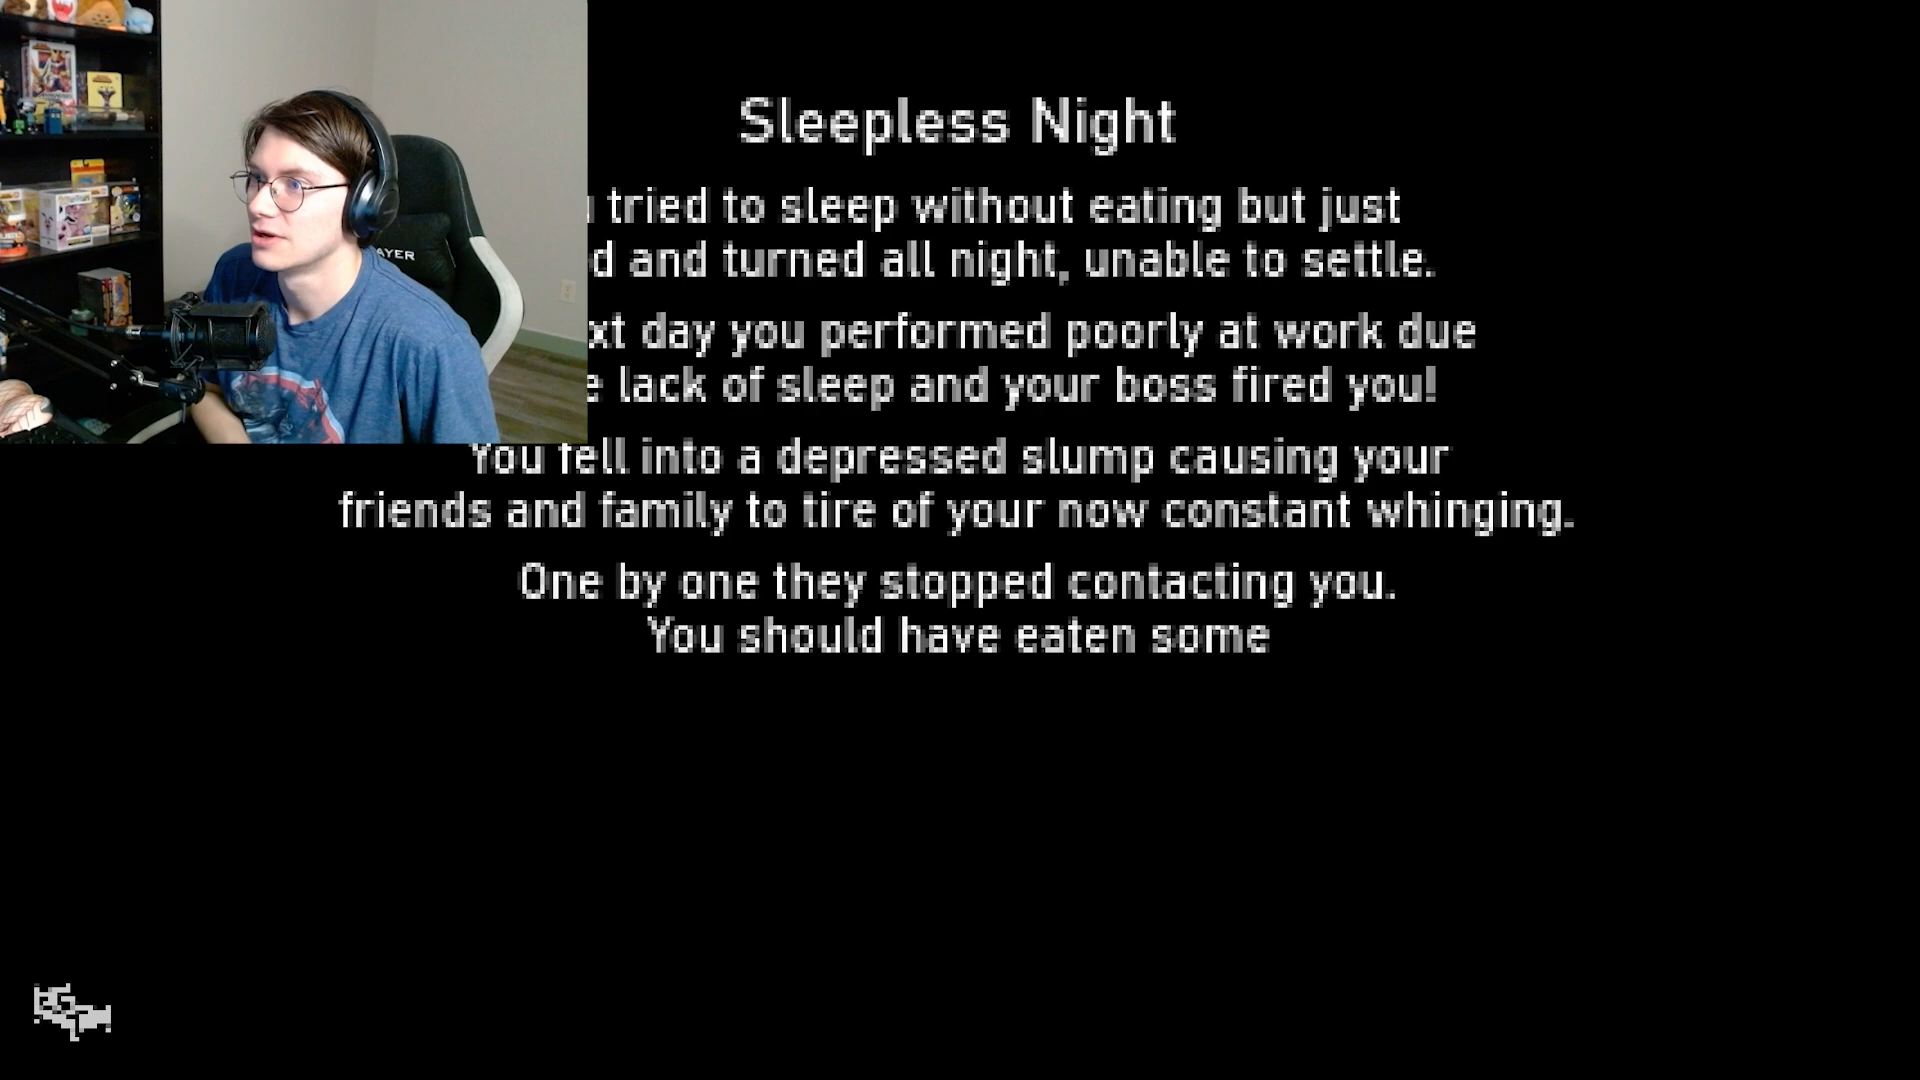 Sleepless Night
tried to sleep without eating but just
and turned all night, unable to settle.
day you performed poorly at work due
lack of sleep and your boss fired you!
You fell into a depressed slump causing your
friends and family to tire of your now constant whinging.
One by one they stopped contacting you.
You should have eaten some
AYER